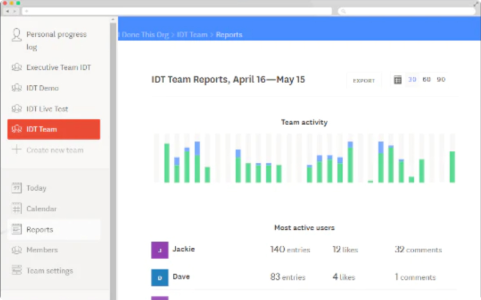 Personal progress
log
Executive Team IDT
IDT Demo
IDT Live Test
IDT Team
Create new team
Today
Calendar
Reports
Members
Team settings
Done This Org > IDT Team > Reports
IDT Team Reports, April 16—May 15
EXPORT
30 60 90
Team activity
Most active users
J Jackie 140 entries 12 likes 32 comments
D Dave 83 entries 4 likes 1 comments